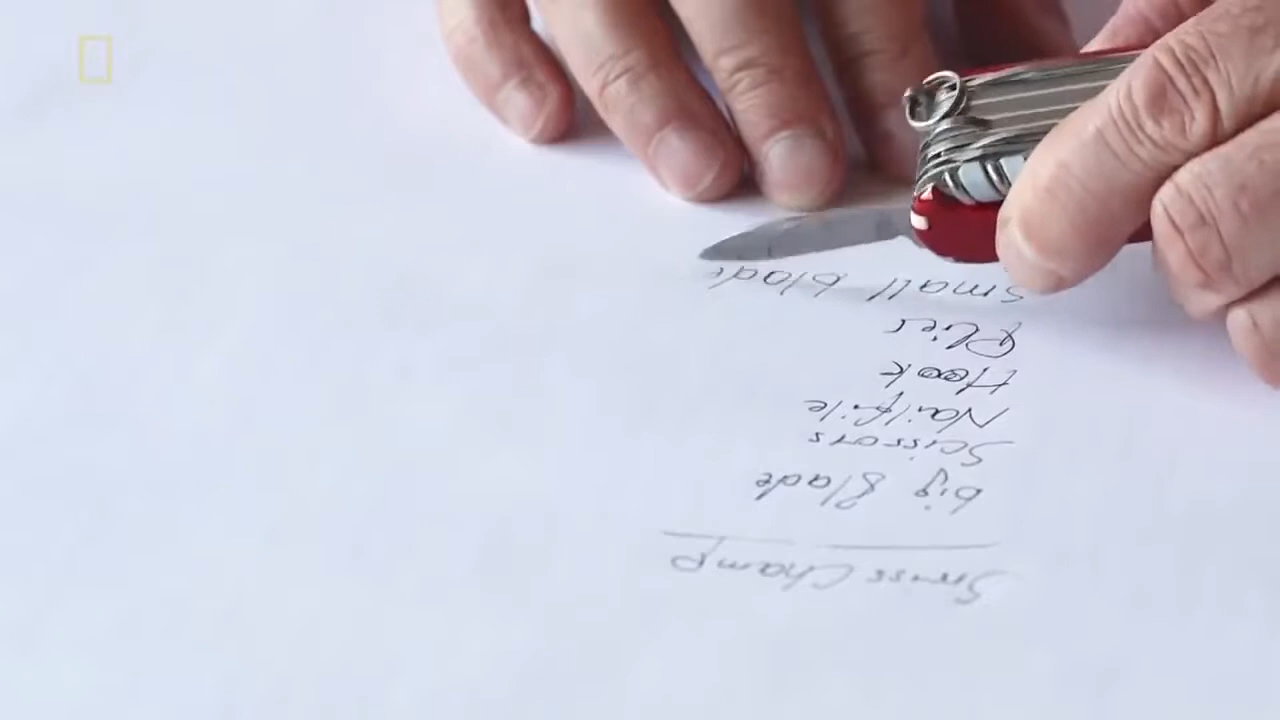 Swiss Champ
big Blade
Scissors
Nailfile
Hook
Plier
Small blade